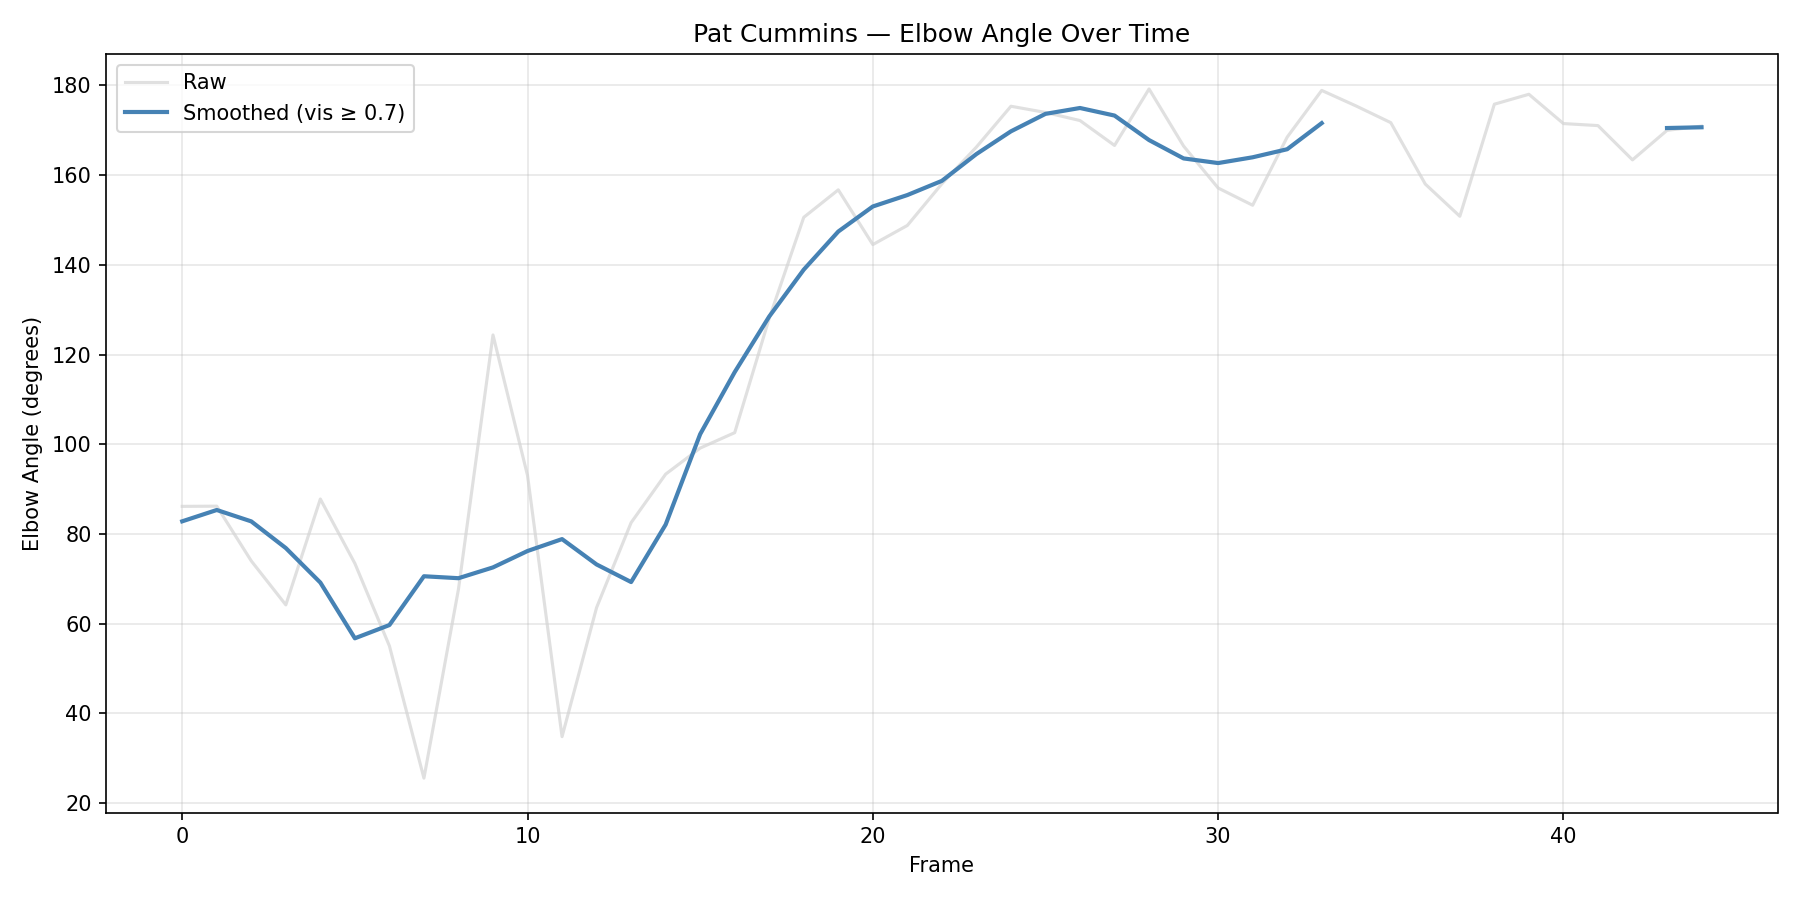 Pat Cummins — Elbow Angle Over Time
Raw
Smoothed (vis ≥ 0.7)
Elbow Angle (degrees)
180
160
140
120
100
80
60
40
20
0 10 20 30 40
Frame